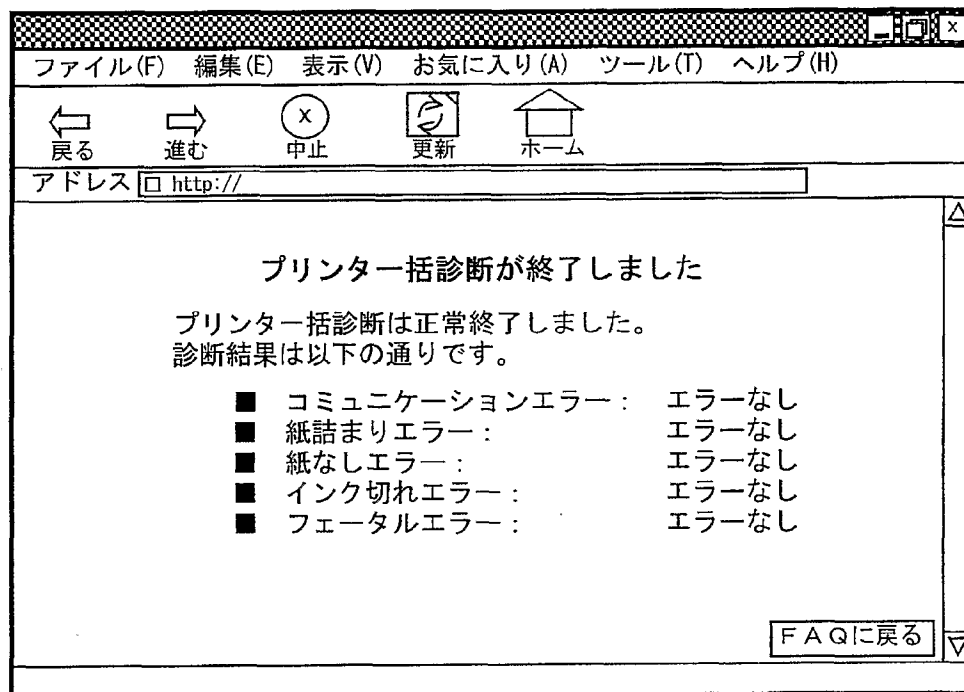 ファイル(F) 編集(E) 表示(V) お気に入り(A) ツール(T) ヘルプ(H)
戻る 進む 中止 更新 ホーム
アドレス http://
プリンター括診断が終了しました
プリンター括診断は正常終了しました。
診断結果は以下の通りです。
■ コミュニケーションエラー： エラーなし
■ 紙詰まりエラー： エラーなし
■ 紙なしエラー： エラーなし
■ インク切れエラー： エラーなし
■ フェータルエラー： エラーなし
FAQに戻る